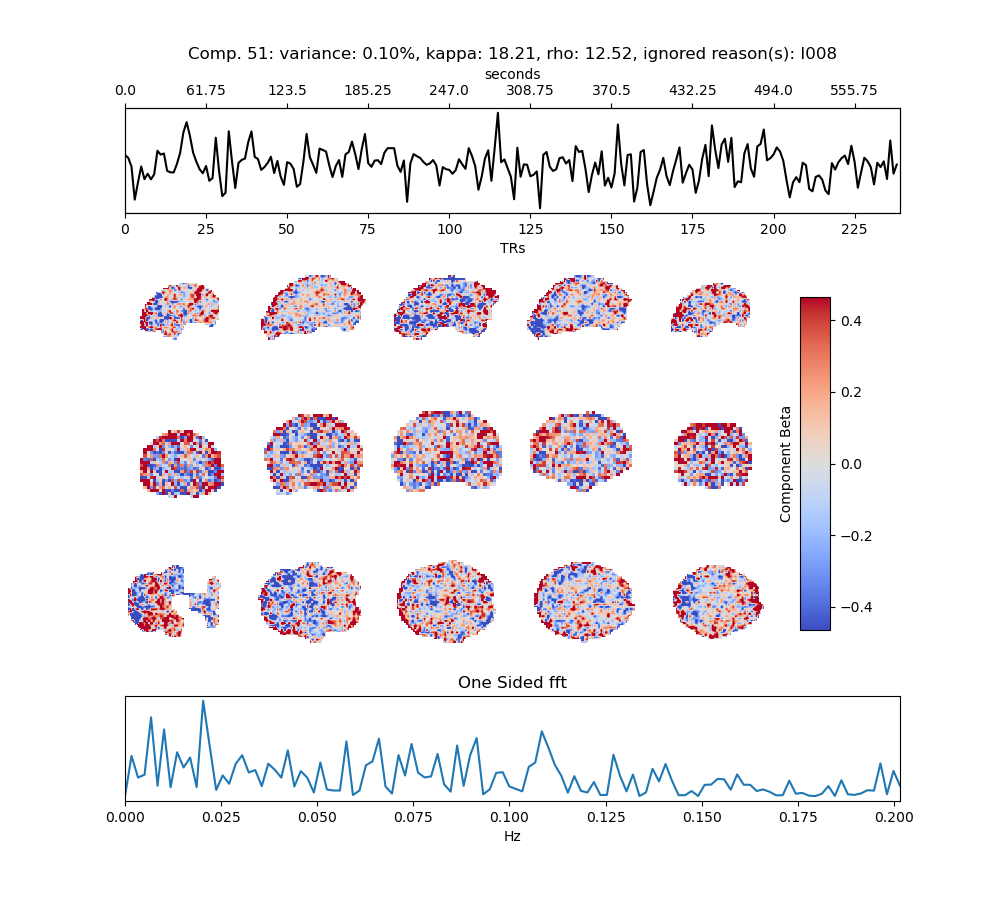 Comp. 51: variance: 0.10%, kappa: 18.21, rho: 12.52, ignored reason(s): I008
seconds
0.0 61.75 123.5 185.25 247.0 308.75 370.5 432.25 494.0 555.75
0 25 50 75 100 125 150 175 200 225
TRs
0.4
0.2
0.0
−0.2
−0.4
Component Beta
One Sided fft
0.000 0.025 0.050 0.075 0.100 0.125 0.150 0.175 0.200
Hz